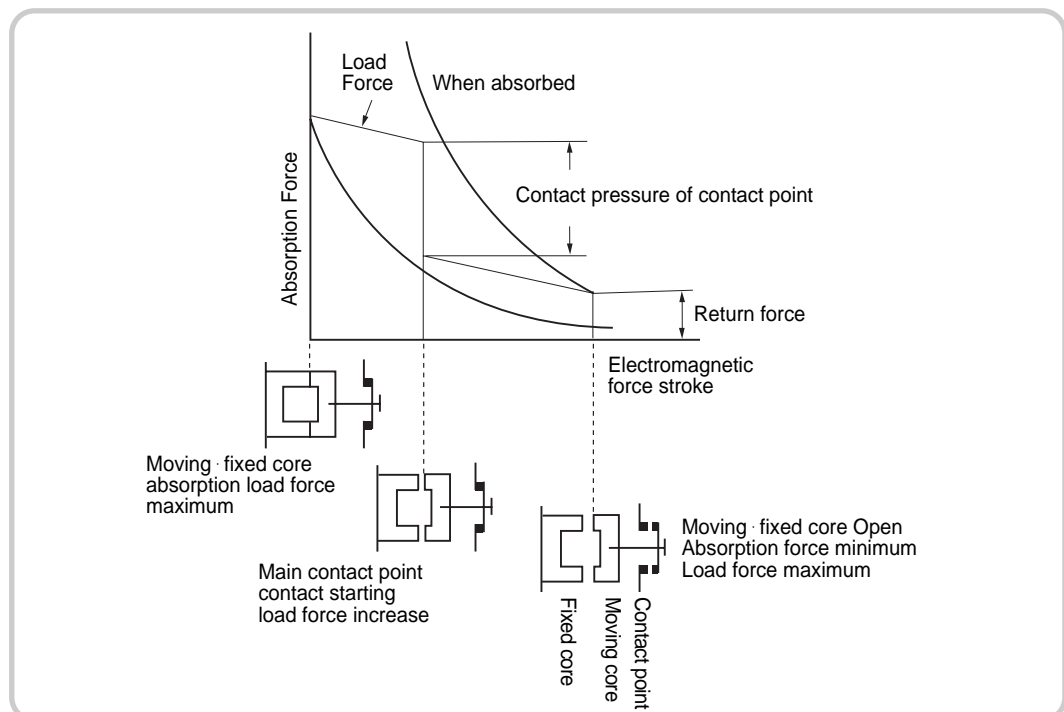 Load
Force
When absorbed
Absorption Force
Contact pressure of contact point
Return force
Electromagnetic
force stroke
Moving · fixed core
absorption load force
maximum
Main contact point
contact starting
load force increase
Moving · fixed core Open
Absorption force minimum
Load force maximum
Fixed core
Moving core
Contact point